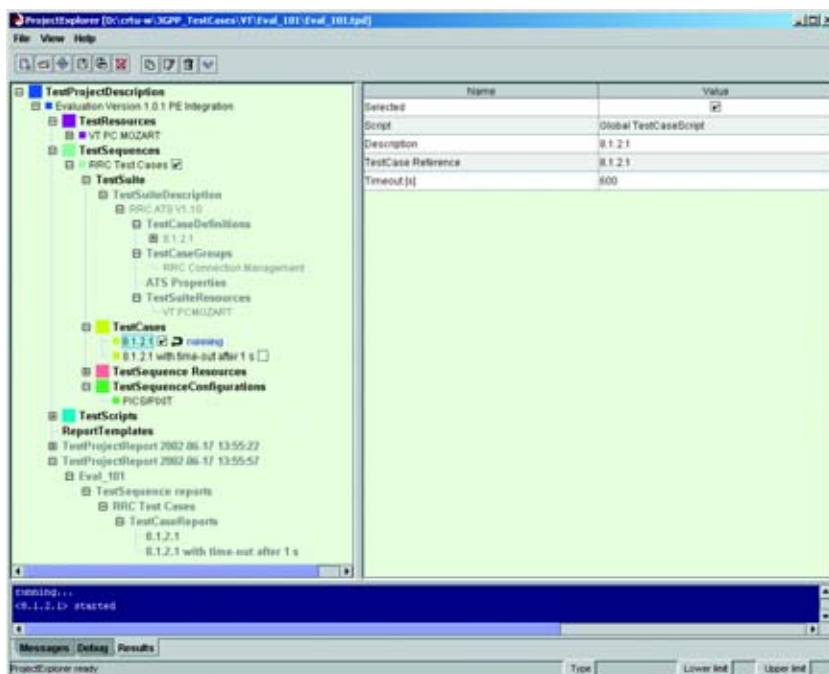 ProjectExplorer [D:\crtu-w\3GPP_TestCases\VT\Eval_101\Eval_101.tpd]
File View Help
TestProjectDescription
Evaluation Version 1.0.1 PE Integration
TestResources
VT PC MOZART
TestSequences
RRC Test Cases
TestSuite
TestSuiteDescription
RRC ATS V1.10
TestCaseDefinitions
8.1.2.1
TestCaseGroups
RRC Connection Management
ATS Properties
TestSuiteResources
VT PCMOZART
TestCases
8.1.2.1 running
8.1.2.1 with time-out after 1 s
TestSequence Resources
TestSequenceConfigurations
PICS/PIXIT
TestScripts
ReportTemplates
TestProjectReport 2002-06-17 13:55:22
TestProjectReport 2002-06-17 13:55:57
Eval_101
TestSequence reports
RRC Test Cases
TestCaseReports
8.1.2.1
8.1.2.1 with time-out after 1 s
Name Value
Selected
Script Global TestCaseScript
Description 8.1.2.1
TestCase Reference 8.1.2.1
Timeout [s] 600
running...
<8.1.2.1> started
Messages Debug Results
ProjectExplorer ready Type Lower limit Upper limit